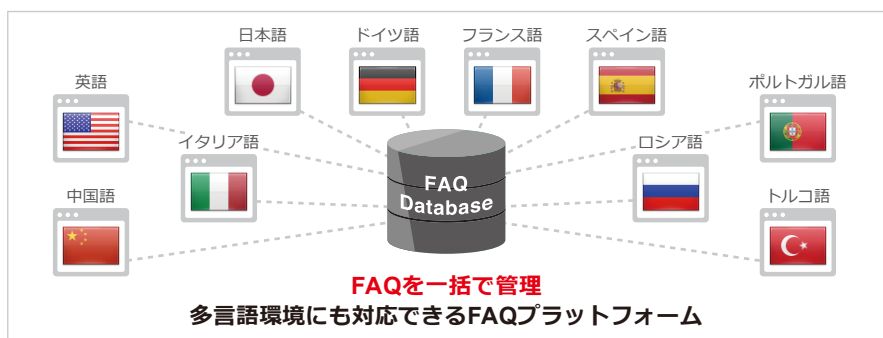 日本語
ドイツ語
フランス語
スペイン語
英語
ポルトガル語
イタリア語
ロシア語
中国語
トルコ語
FAQ
Database
FAQを一括で管理
多言語環境にも対応できるFAQプラットフォーム